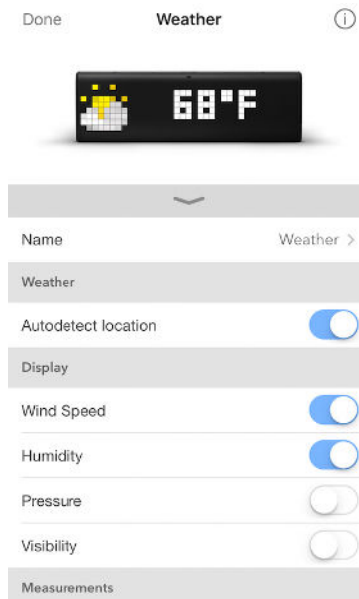 Done Weather
68°F
Name Weather
Weather
Autodetect location
Display
Wind Speed
Humidity
Pressure
Visibility
Measurements